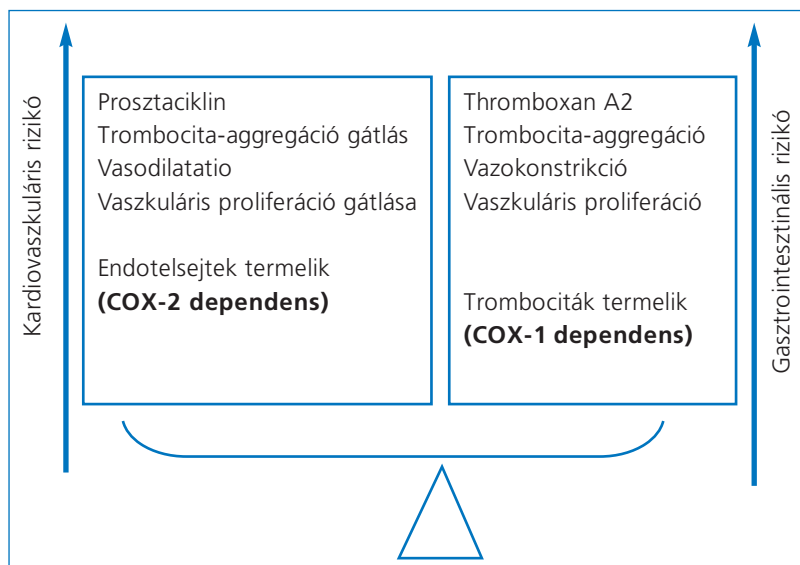 Kardiovaszkuláris rizikó
Prosztaciklin
Trombocita-aggregáció gátlás
Vasodilatatio
Vaszkuláris proliferáció gátlása
Endotelsejtek termelik
(COX-2 dependens)
Thromboxan A2
Trombocita-aggregáció
Vazokonstrikció
Vaszkuláris proliferáció
Trombociták termelik
(COX-1 dependens)
Gasztrointesztinális rizikó